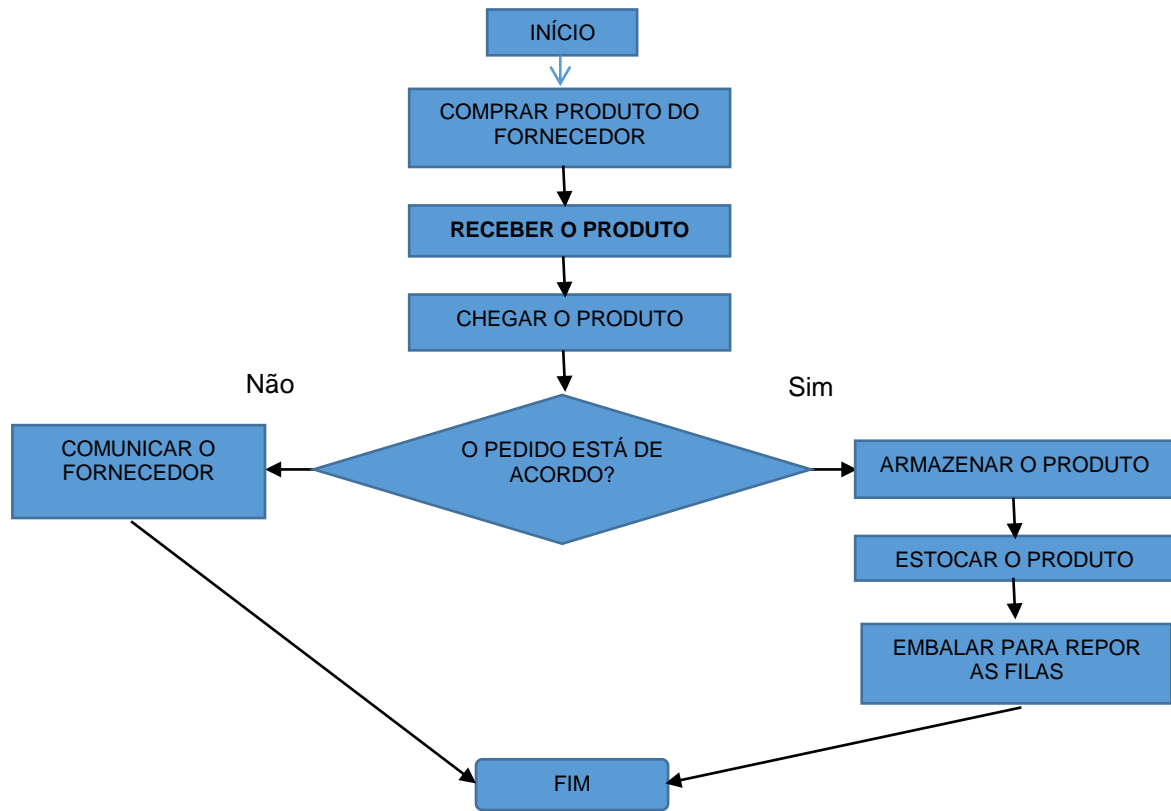 INÍCIO
COMPRAR PRODUTO DO
FORNECEDOR
RECEBER O PRODUTO
CHEGAR O PRODUTO
Não
Sim
O PEDIDO ESTÁ DE
ACORDO?
COMUNICAR O
FORNECEDOR
ARMAZENAR O PRODUTO
ESTOCAR O PRODUTO
EMBALAR PARA REPOR
AS FILAS
FIM